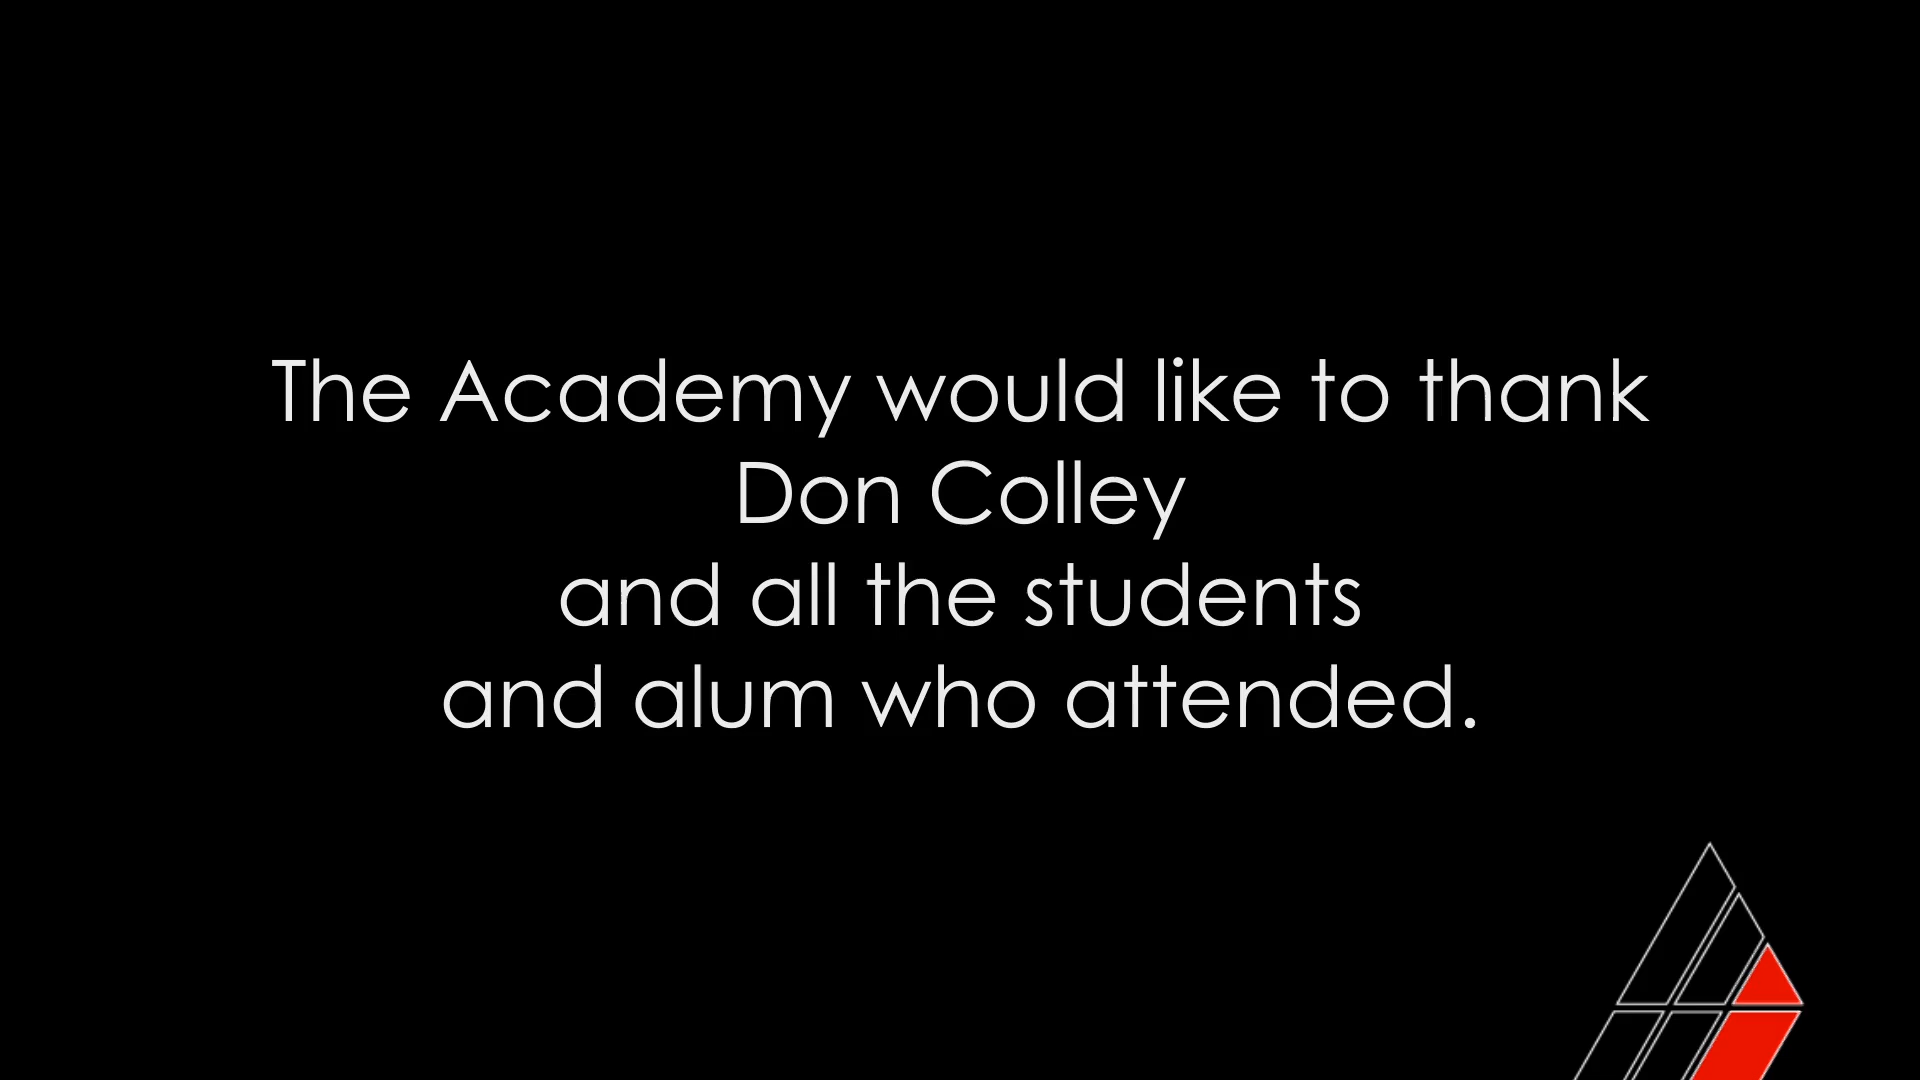 The Academy would like to thank
Don Colley
and all the students
and alum who attended.